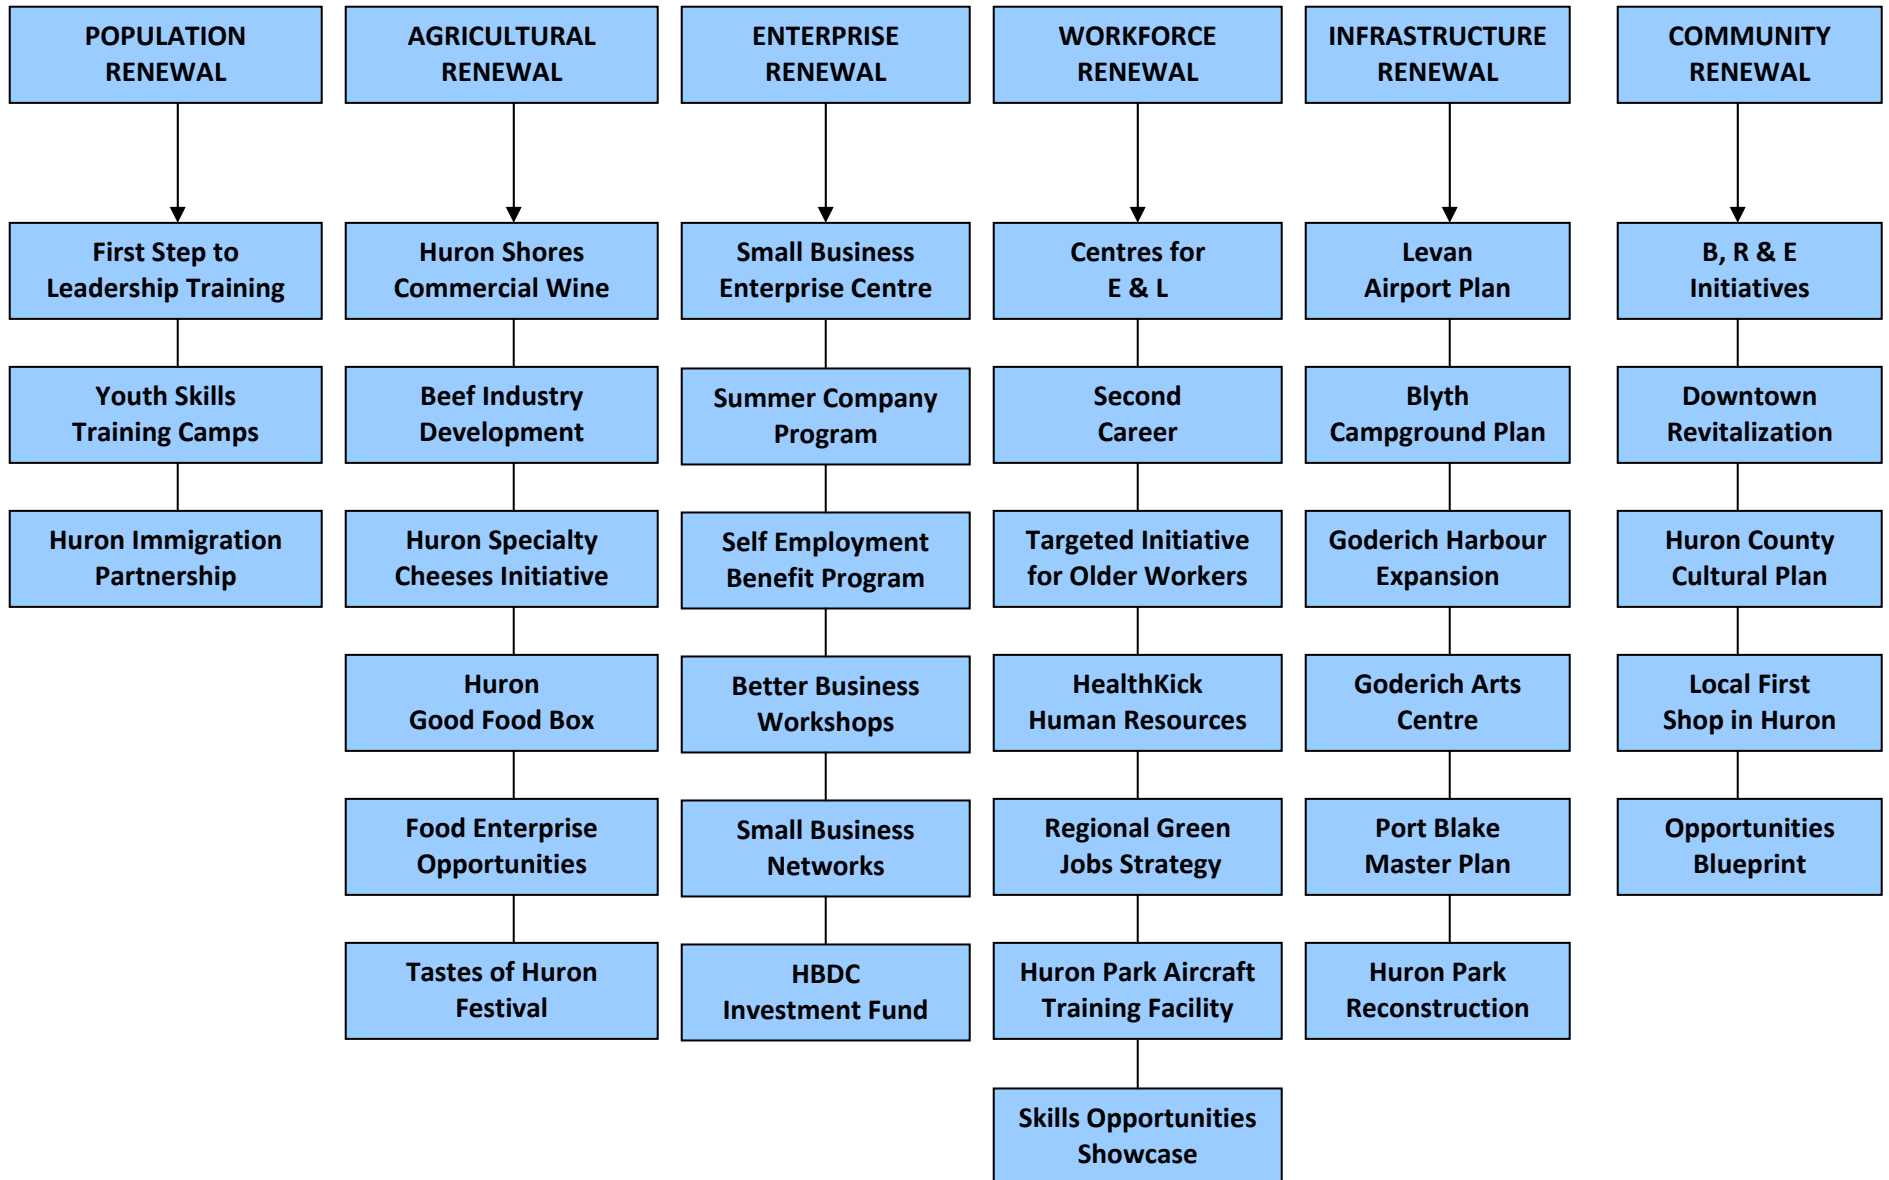 POPULATION
RENEWAL
AGRICULTURAL
RENEWAL
ENTERPRISE
RENEWAL
WORKFORCE
RENEWAL
INFRASTRUCTURE
RENEWAL
COMMUNITY
RENEWAL
First Step to
Leadership Training
Huron Shores
Commercial Wine
Small Business
Enterprise Centre
Centres for
E & L
Levan
Airport Plan
B, R & E
Initiatives
Youth Skills
Training Camps
Beef Industry
Development
Summer Company
Program
Second
Career
Blyth
Campground Plan
Downtown
Revitalization
Huron Immigration
Partnership
Huron Specialty
Cheeses Initiative
Self Employment
Benefit Program
Targeted Initiative
for Older Workers
Goderich Harbour
Expansion
Huron County
Cultural Plan
Huron
Good Food Box
Better Business
Workshops
HealthKick
Human Resources
Goderich Arts
Centre
Local First
Shop in Huron
Food Enterprise
Opportunities
Small Business
Networks
Regional Green
Jobs Strategy
Port Blake
Master Plan
Opportunities
Blueprint
Tastes of Huron
Festival
HBDC
Investment Fund
Huron Park Aircraft
Training Facility
Huron Park
Reconstruction
Skills Opportunities
Showcase